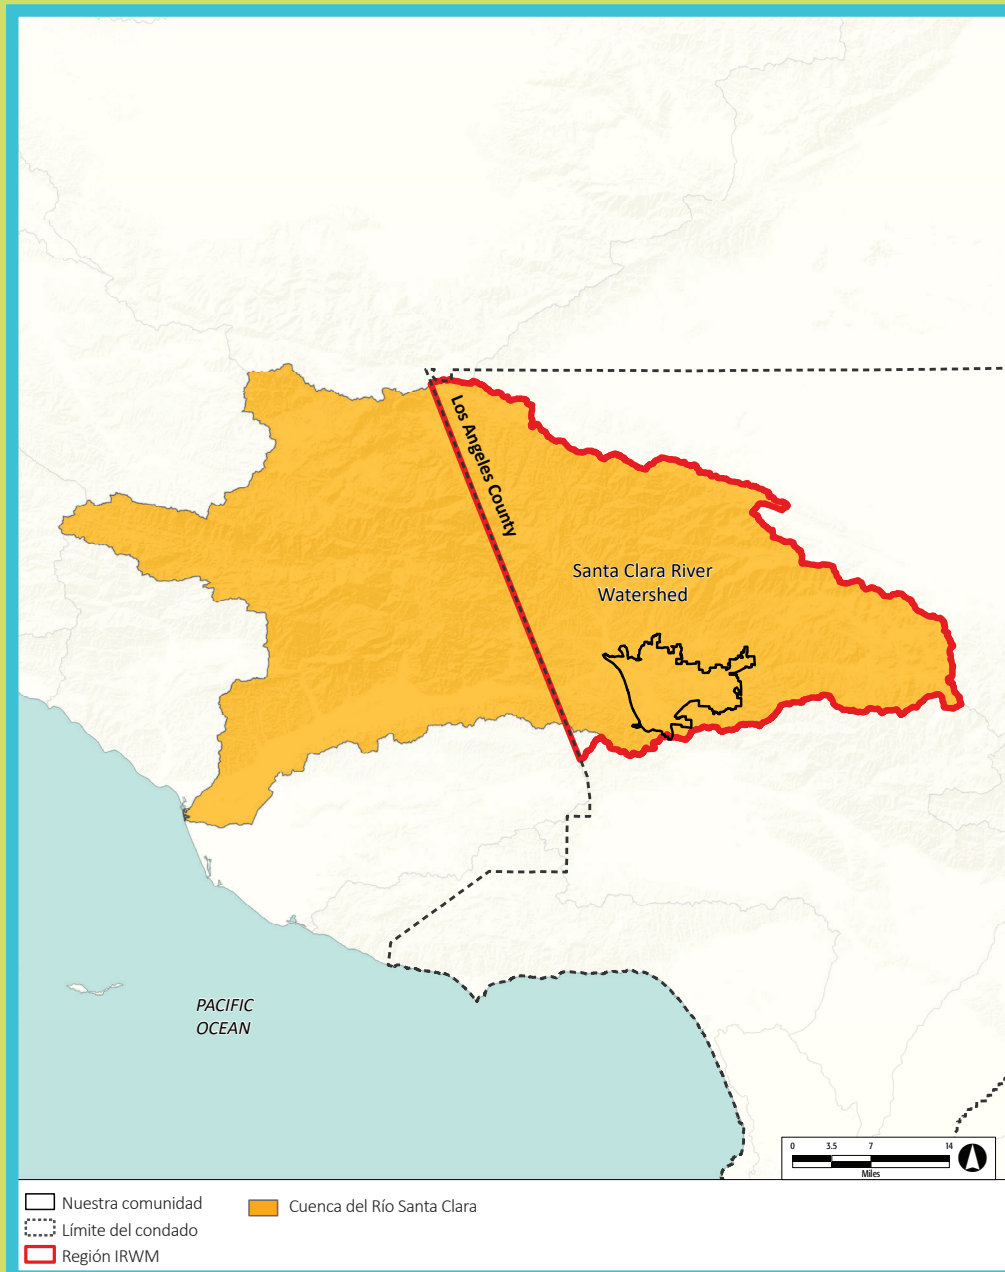 Los Angeles County
Santa Clara River
Watershed
PACIFIC
OCEAN
0 3.5 7 14
Miles
Nuestra comunidad
Límite del condado
Región IRWM
Cuenca del Río Santa Clara